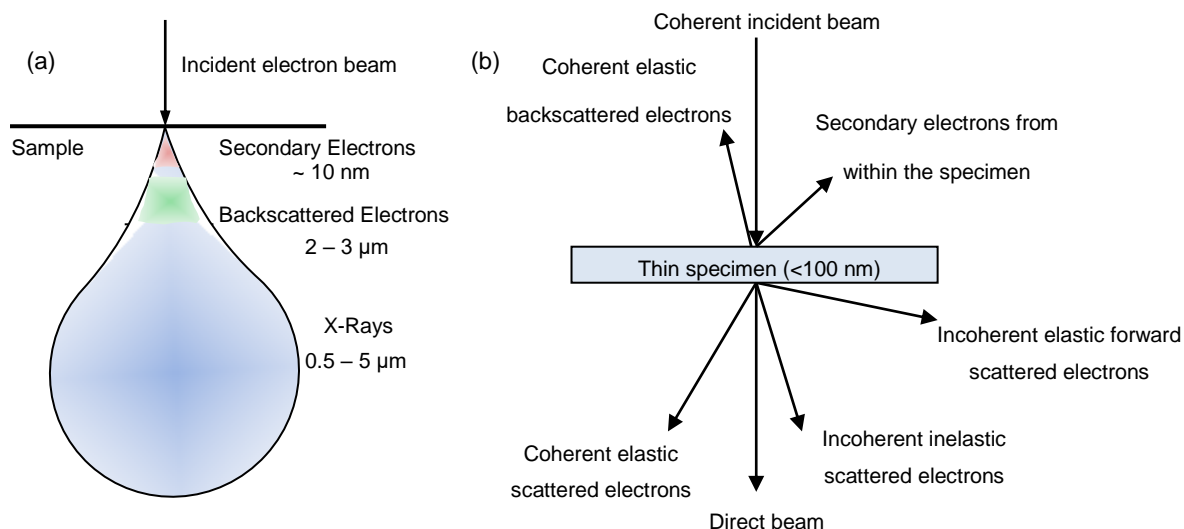 (a)
Incident electron beam
Sample
Secondary Electrons
~ 10 nm
Backscattered Electrons
2 – 3 µm
X-Rays
0.5 – 5 µm
(b)
Coherent incident beam
Coherent elastic
backscattered electrons
Secondary electrons from
within the specimen
Thin specimen (<100 nm)
Incoherent elastic forward
scattered electrons
Coherent elastic
scattered electrons
Incoherent inelastic
scattered electrons
Direct beam